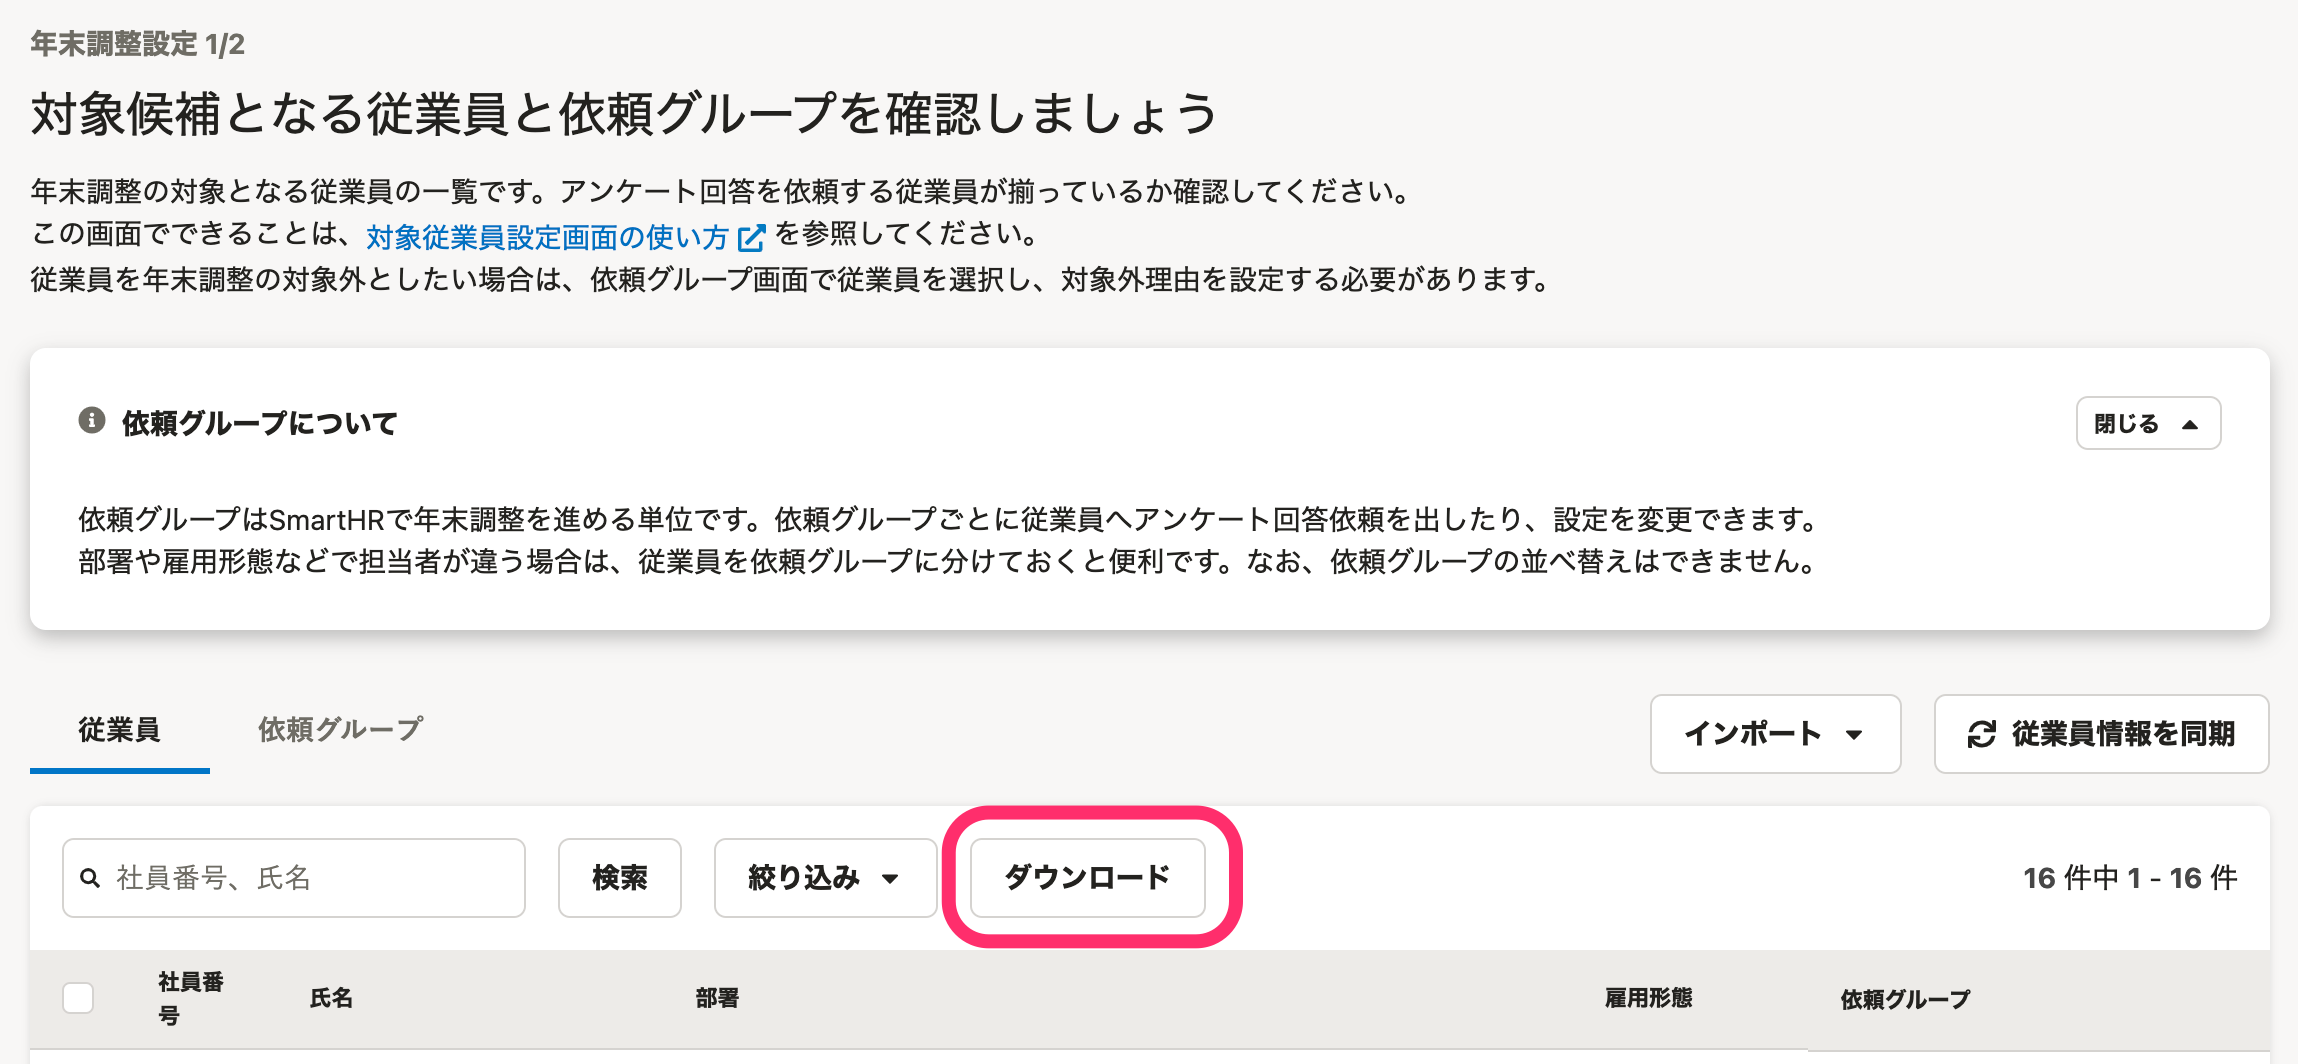 年末調整設定 1/2
対象候補となる従業員と依頼グループを確認しましょう
年末調整の対象となる従業員の一覧です。アンケート回答を依頼する従業員が揃っているか確認してください。
この画面でできることは、対象従業員設定画面の使い方 を参照してください。
従業員を年末調整の対象外としたい場合は、依頼グループ画面で従業員を選択し、対象外理由を設定する必要があります。
依頼グループについて
閉じる
依頼グループはSmartHRで年末調整を進める単位です。依頼グループごとに従業員へアンケート回答依頼を出したり、設定を変更できます。
部署や雇用形態などで担当者が違う場合は、従業員を依頼グループに分けておくと便利です。なお、依頼グループの並べ替えはできません。
従業員 依頼グループ インポート 従業員情報を同期
社員番号、氏名 検索 絞り込み ダウンロード 16 件中 1 - 16 件
社員番
号
氏名 部署 雇用形態 依頼グループ